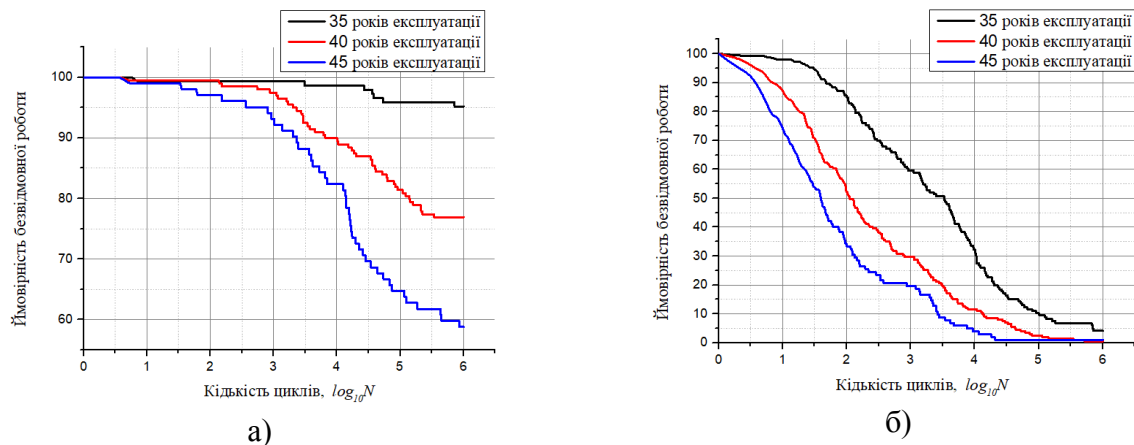 35 років експлуатації
40 років експлуатації
45 років експлуатації
100
90
80
70
60
0 1 2 3 4 5 6
Ймовірність безвідмовної роботи
Кідькість циклів, log10N
а)
35 років експлуатації
40 років експлуатації
45 років експлуатації
100
90
80
70
60
50
40
30
20
10
0
0 1 2 3 4 5 6
Ймовірність безвідмовної роботи
Кідькість циклів, log10N
б)